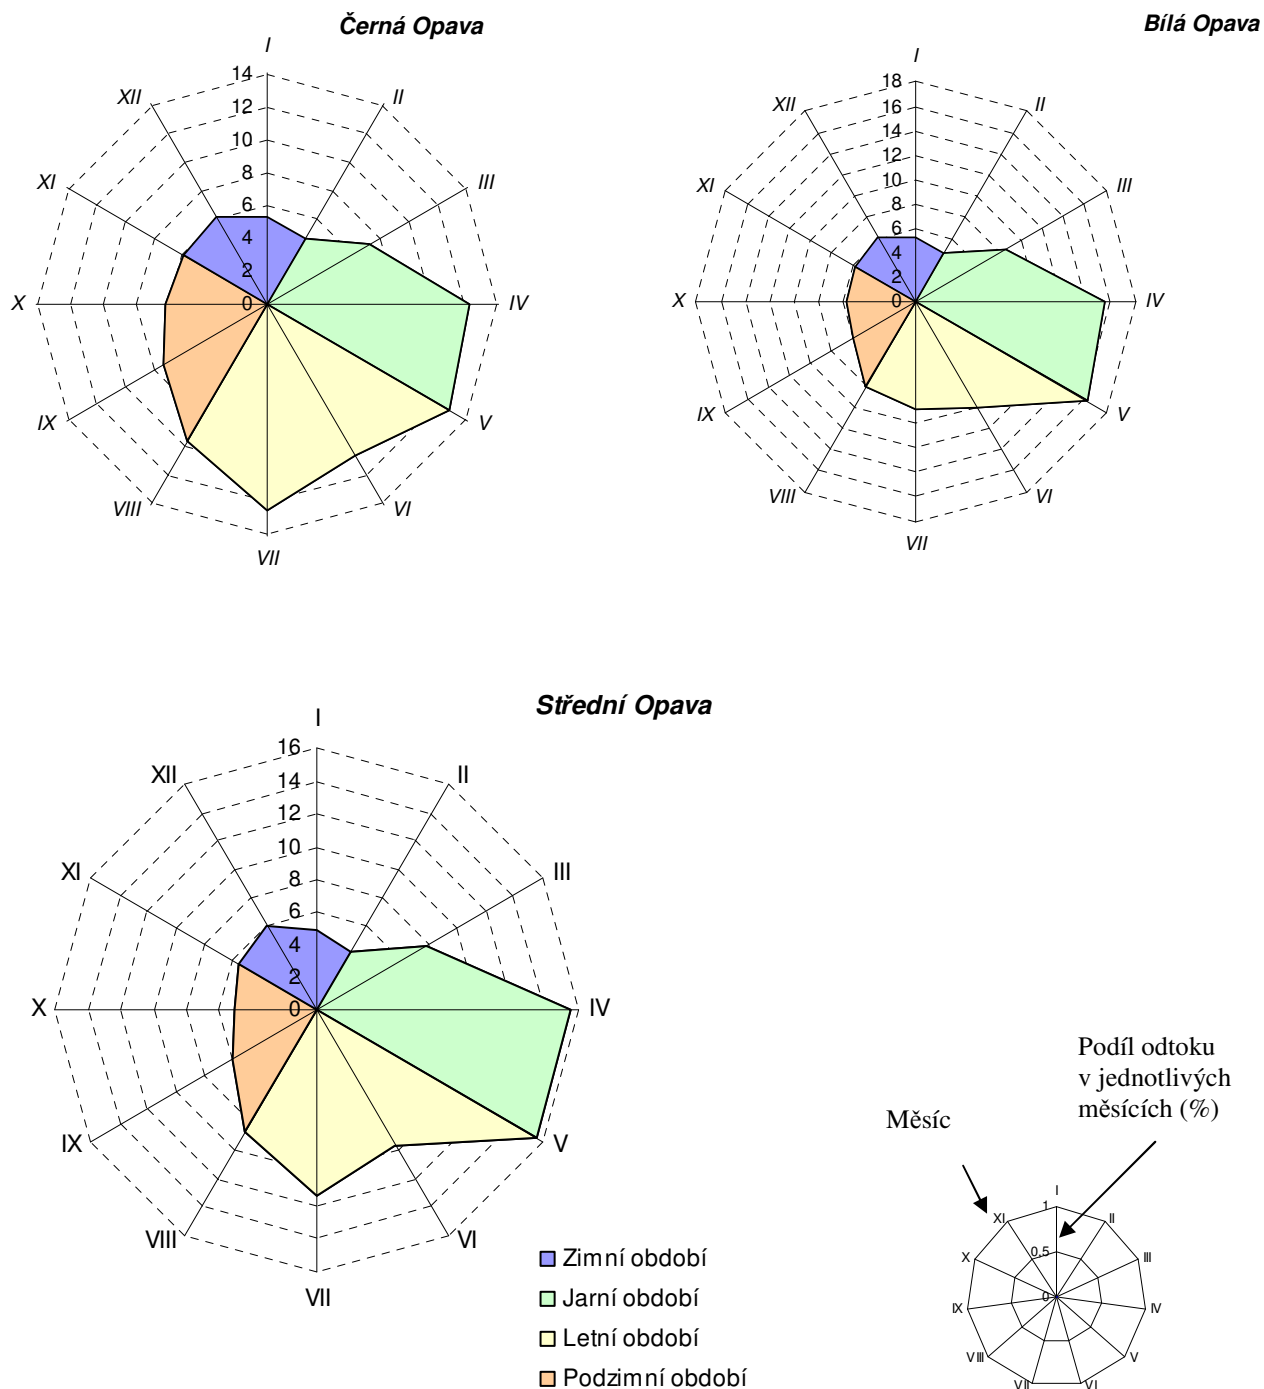 Černá Opava
I
II
III
IV
V
VI
VII
VIII
IX
X
XI
XII
14
12
10
8
6
4
2
0
Bílá Opava
I
II
III
IV
V
VI
VII
VIII
IX
X
XI
XII
18
16
14
12
10
8
6
4
2
0
Střední Opava
I
II
III
IV
V
VI
VII
VIII
IX
X
XI
XII
16
14
12
10
8
6
4
2
0
Zimní období
Jarní období
Letní období
Podzimní období
Podíl odtoku
v jednotlivých
měsících (%)
Měsíc
I
II
III
IV
V
VI
VII
VIII
IX
X
XI
1
0.5
0